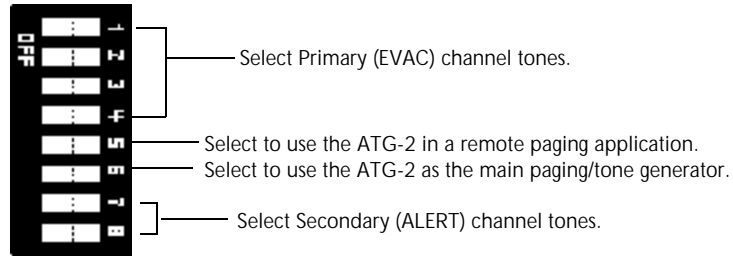 OFF
1
Select Primary (EVAC) channel tones.
2
3
4
5
Select to use the ATG-2 in a remote paging application.
6
Select to use the ATG-2 as the main paging/tone generator.
7
Select Secondary (ALERT) channel tones.
8